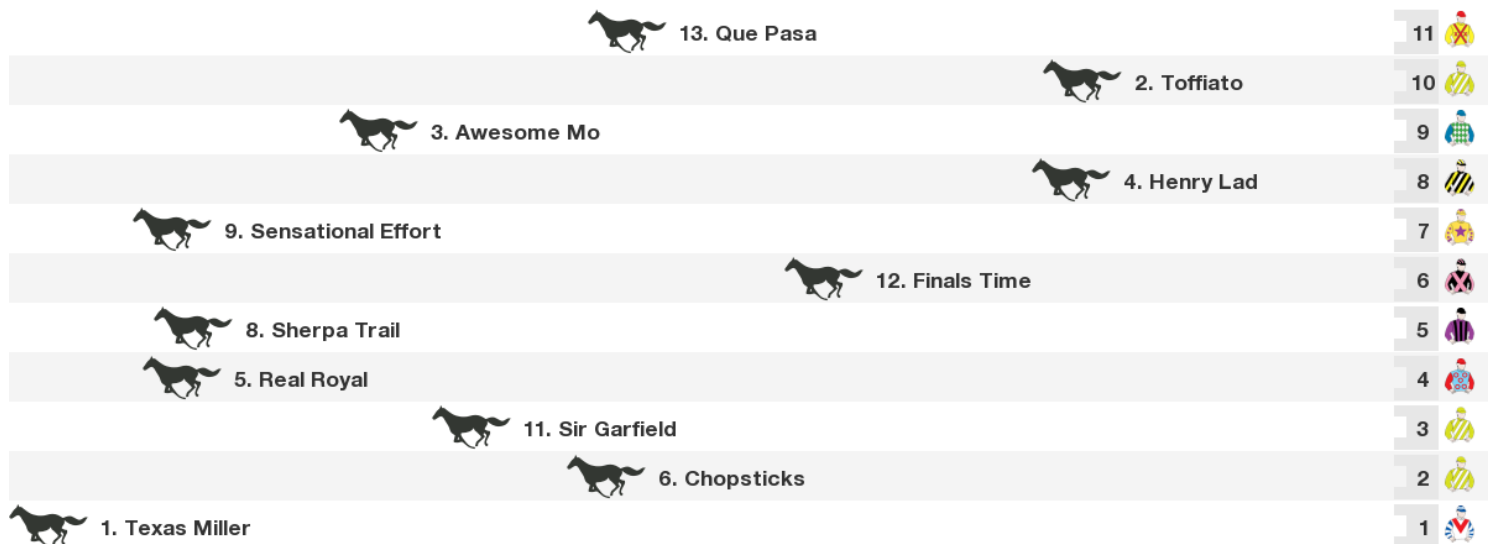 13. Que Pasa 11
2. Toffiato 10
3. Awesome Mo 9
4. Henry Lad 8
9. Sensational Effort 7
12. Finals Time 6
8. Sherpa Trail 5
5. Real Royal 4
11. Sir Garfield 3
6. Chopsticks 2
1. Texas Miller 1